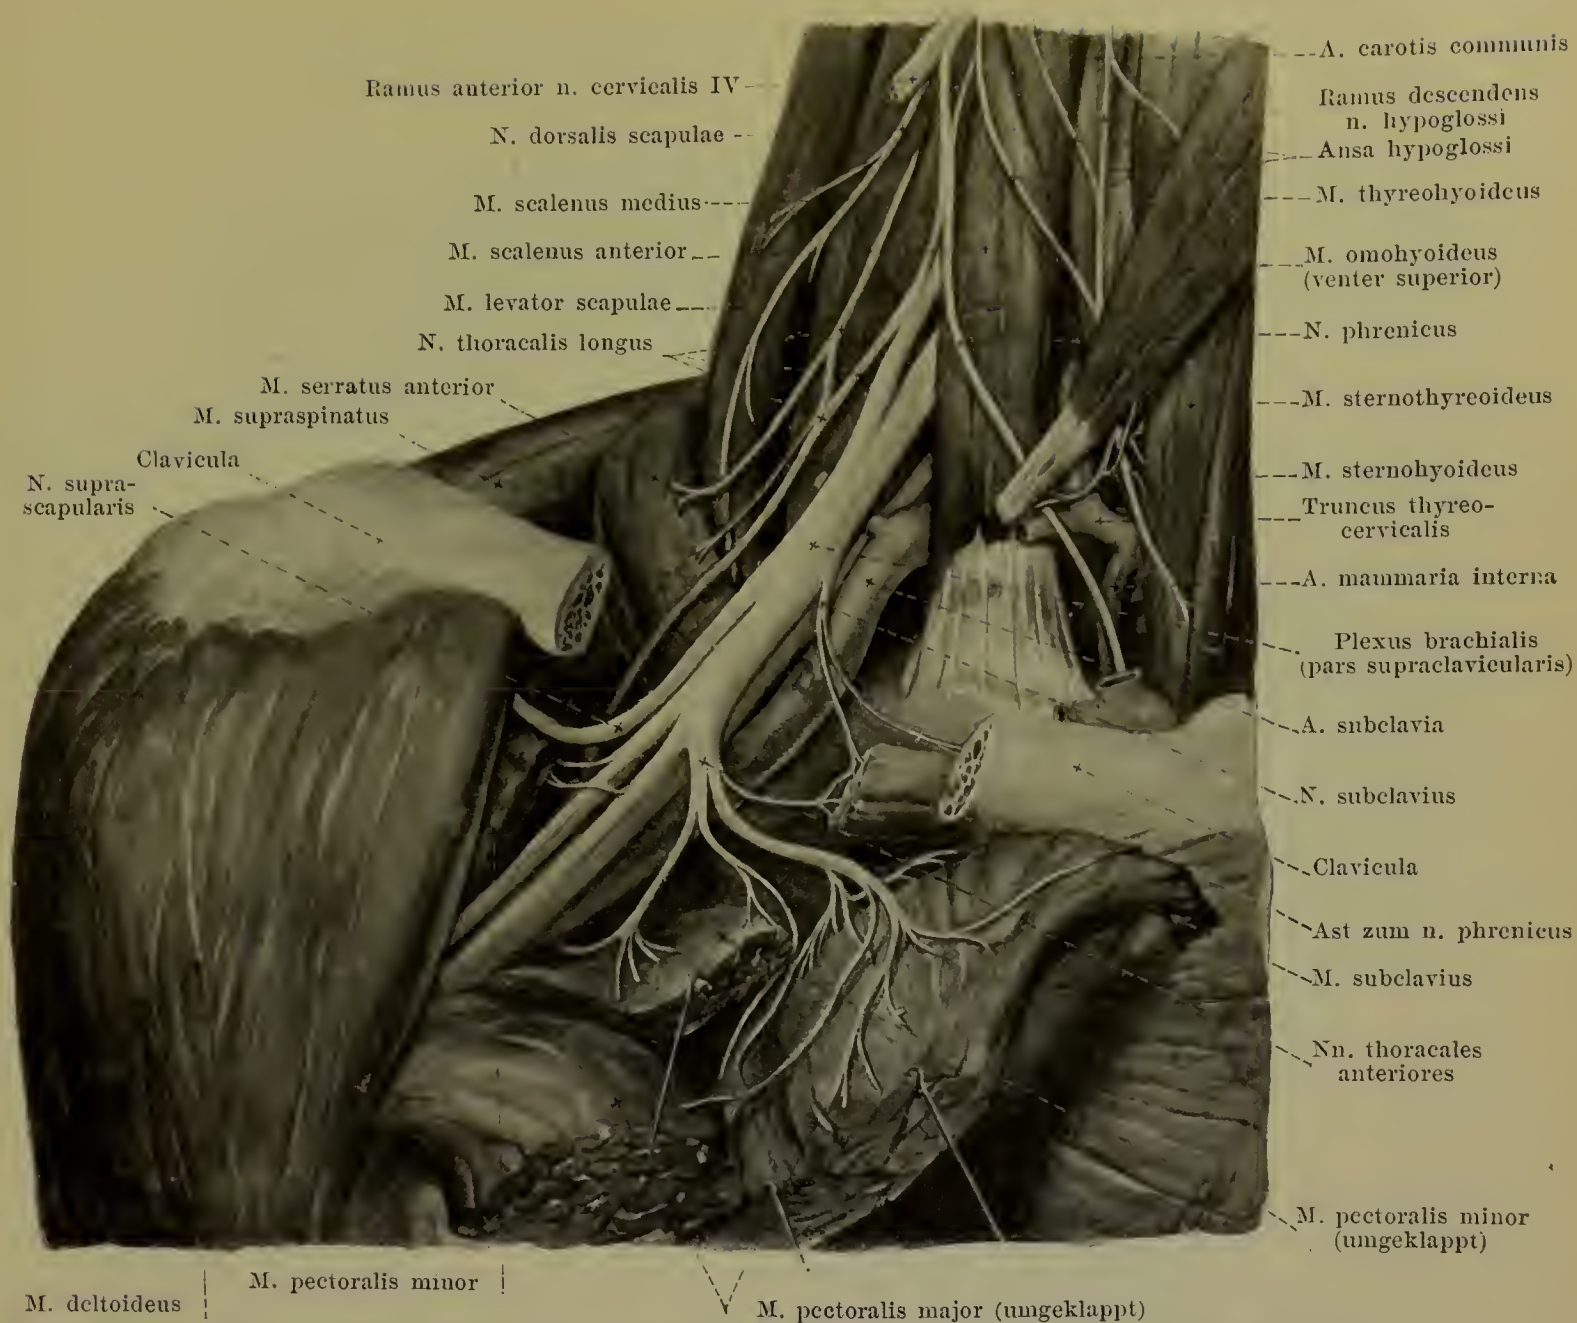 Ramus anterior n. cervicalis IV
N. dorsalis scapulae
M. scalenus medius
M. scalenus anterior
M. levator scapulae
N. thoracalis longus
M. serratus anterior
M. supraspinatus
Clavicula
N. supra-
scapularis
A. carotis communis
Ramus descendens
n. hypoglossi
Ansa hypoglossi
M. thyreohyoideus
M. omohyoideus
(venter superior)
N. phrenicus
M. sternothyreoideus
M. sternohyoideus
Truncus thyreo-
cervicalis
A. mammaria interna
Plexus brachialis
(pars supraclavicularis)
A. subclavia
N. subclavius
Clavicula
Ast zum n. phrenicus
M. subclavius
Nn. thoracales
anteriores
M. pectoralis minor
(umgeklappt)
M. deltoideus
M. pectoralis minor
M. pectoralis major (umgeklappt)